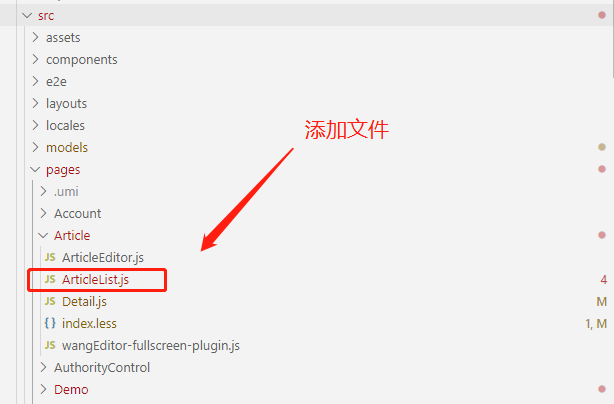 src
assets
components
e2e
layouts
locales
models
pages
.umi
Account
Article
添加文件
JS ArticleEditor.js
JS ArticleList.js 4
JS Detail.js M
{} index.less 1, M
JS wangEditor-fullscreen-plugin.js
AuthorityControl
Demo